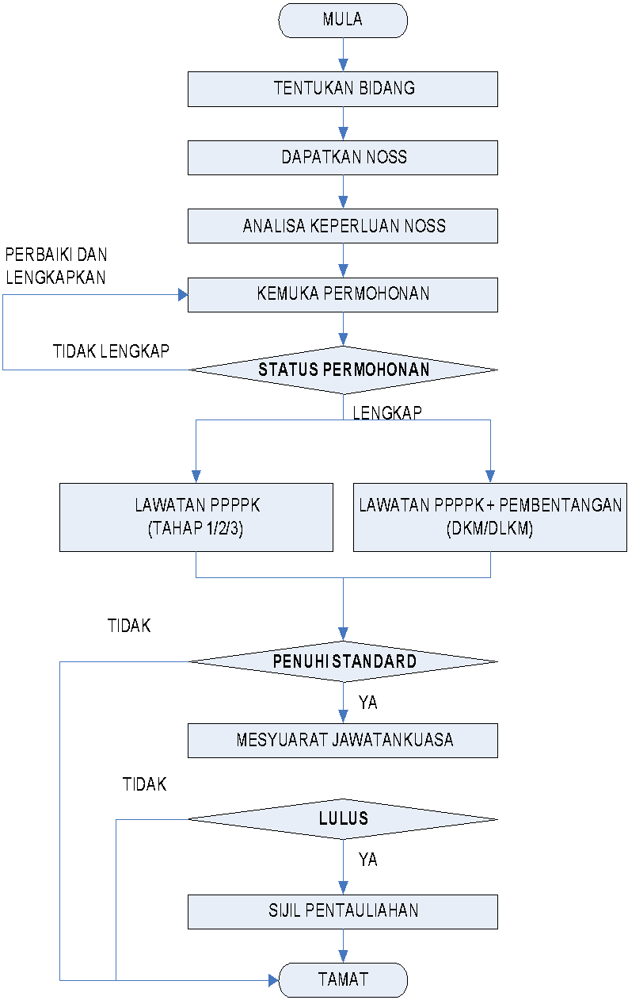 MULA
TENTUKAN BIDANG
DAPATKAN NOSS
ANALISA KEPERLUAN NOSS
PERBAIKI DAN
LENGKAPKAN
KEMUKA PERMOHONAN
TIDAK LENGKAP
STATUS PERMOHONAN
LENGKAP
LAWATAN PPPPK
(TAHAP 1/2/3)
LAWATAN PPPPK + PEMBENTANGAN
(DKM/DLKM)
TIDAK
PENUHI STANDARD
YA
MESYUARAT JAWATANKUASA
TIDAK
LULUS
YA
SIJIL PENTAULIAHAN
TAMAT